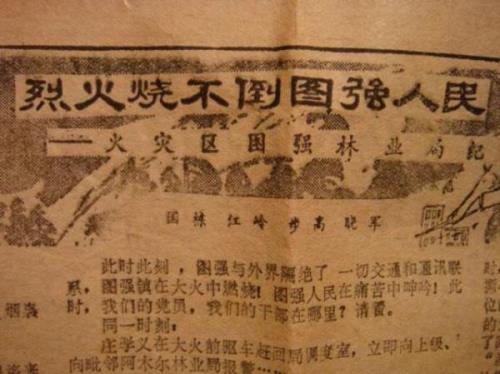 烈火烧不倒图强人民
——火灾区图强林业局纪
红岭 步高 晓军
此时此刻，图强与外界隔绝了一切交通和通讯联
系，图强镇在大火中燃烧！图强人民在痛苦中呻吟！此
时，我们的党员，我们的干部在哪里？请看。
同一时刻：
庄学义在大火前驱车赶回局调度室，立即向上级、
向毗邻阿木尔林业局报警…